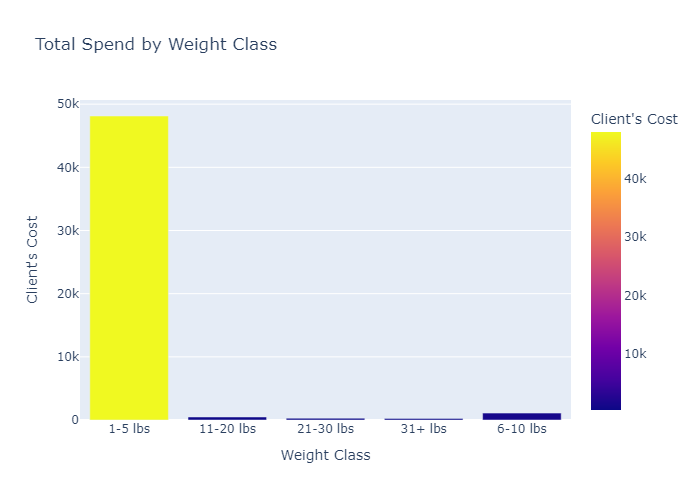 Total Spend by Weight Class
Client's Cost
50k
40k
30k
20k
10k
0
1-5 lbs
11-20 lbs
21-30 lbs
31+ lbs
6-10 lbs
Weight Class
Client's Cost
40k
30k
20k
10k